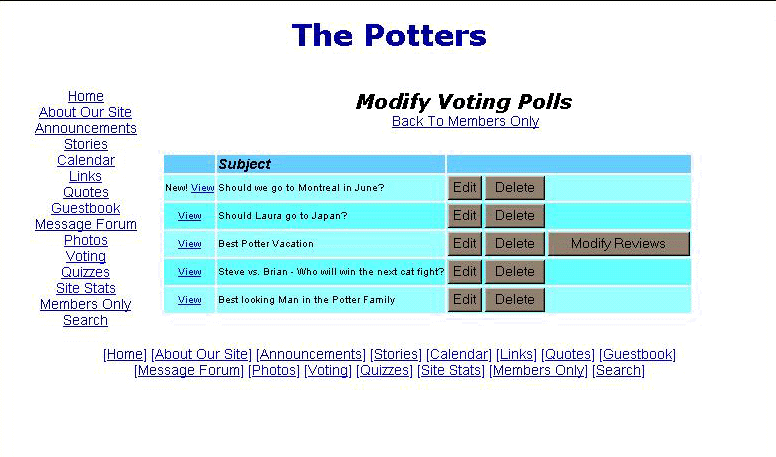 The Potters
Home
About Our Site
Announcements
Stories
Calendar
Links
Quotes
Guestbook
Message Forum
Photos
Voting
Quizzes
Site Stats
Members Only
Search
Modify Voting Polls
Back To Members Only
Subject
New! View Should we go to Montreal in June? Edit Delete
View Should Laura go to Japan? Edit Delete
View Best Potter Vacation Edit Delete Modify Reviews
View Steve vs. Brian - Who will win the next cat fight? Edit Delete
View Best looking Man in the Potter Family Edit Delete
[Home] [About Our Site] [Announcements] [Stories] [Calendar] [Links] [Quotes] [Guestbook]
[Message Forum] [Photos] [Voting] [Quizzes] [Site Stats] [Members Only] [Search]